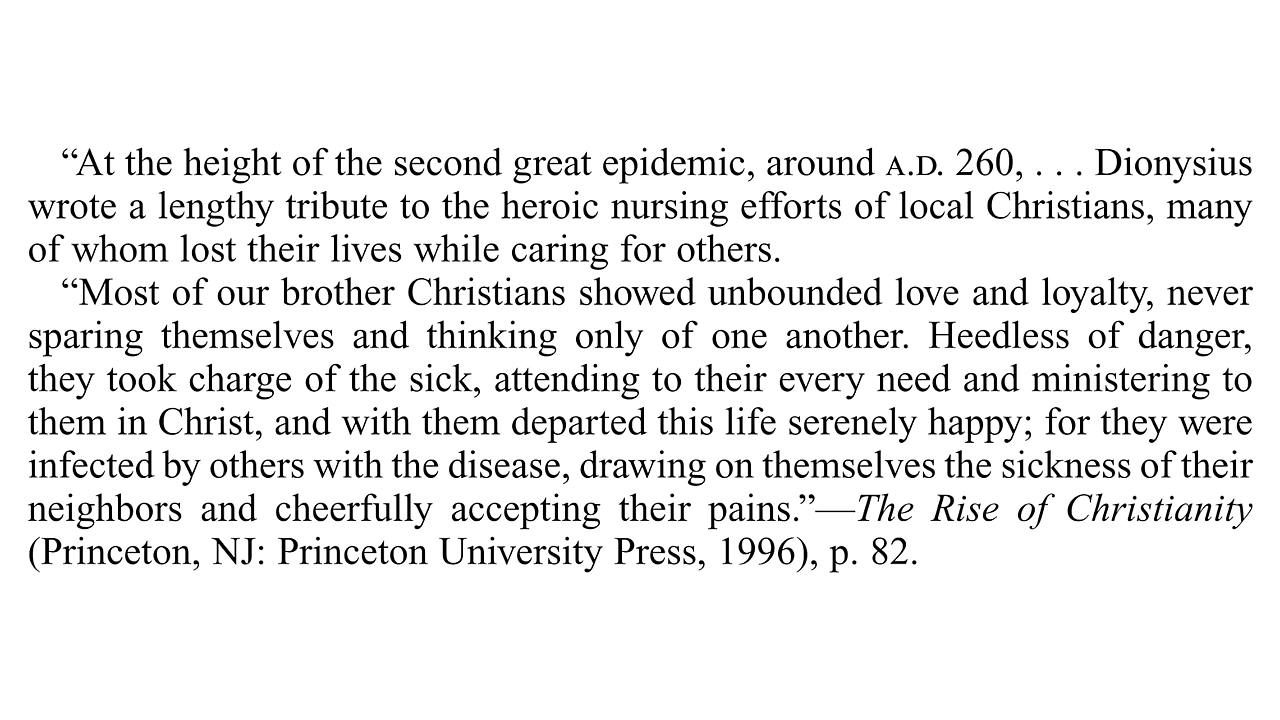 “At the height of the second great epidemic, around A.D. 260, . . . Dionysius
wrote a lengthy tribute to the heroic nursing efforts of local Christians, many
of whom lost their lives while caring for others.
“Most of our brother Christians showed unbounded love and loyalty, never
sparing themselves and thinking only of one another. Heedless of danger,
they took charge of the sick, attending to their every need and ministering to
them in Christ, and with them departed this life serenely happy; for they were
infected by others with the disease, drawing on themselves the sickness of their
neighbors and cheerfully accepting their pains.”—The Rise of Christianity
(Princeton, NJ: Princeton University Press, 1996), p. 82.